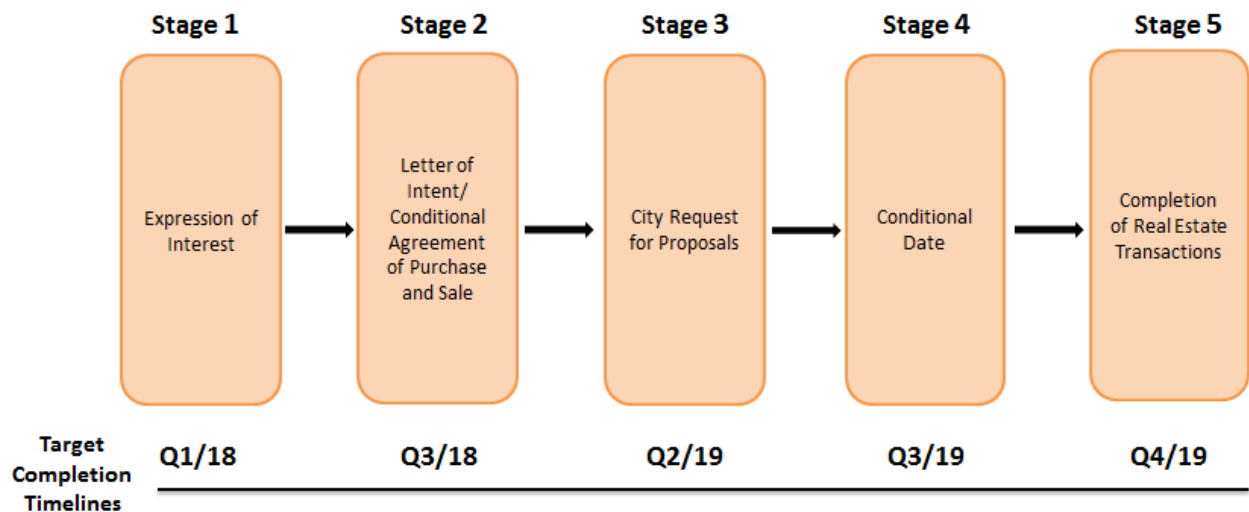 Stage 1
Stage 2
Stage 3
Stage 4
Stage 5
Expression of
Interest
Letter of
Intent/
Conditional
Agreement
of Purchase
and Sale
City Request
for Proposals
Conditional
Date
Completion
of Real Estate
Transactions
Target
Completion
Timelines
Q1/18
Q3/18
Q2/19
Q3/19
Q4/19